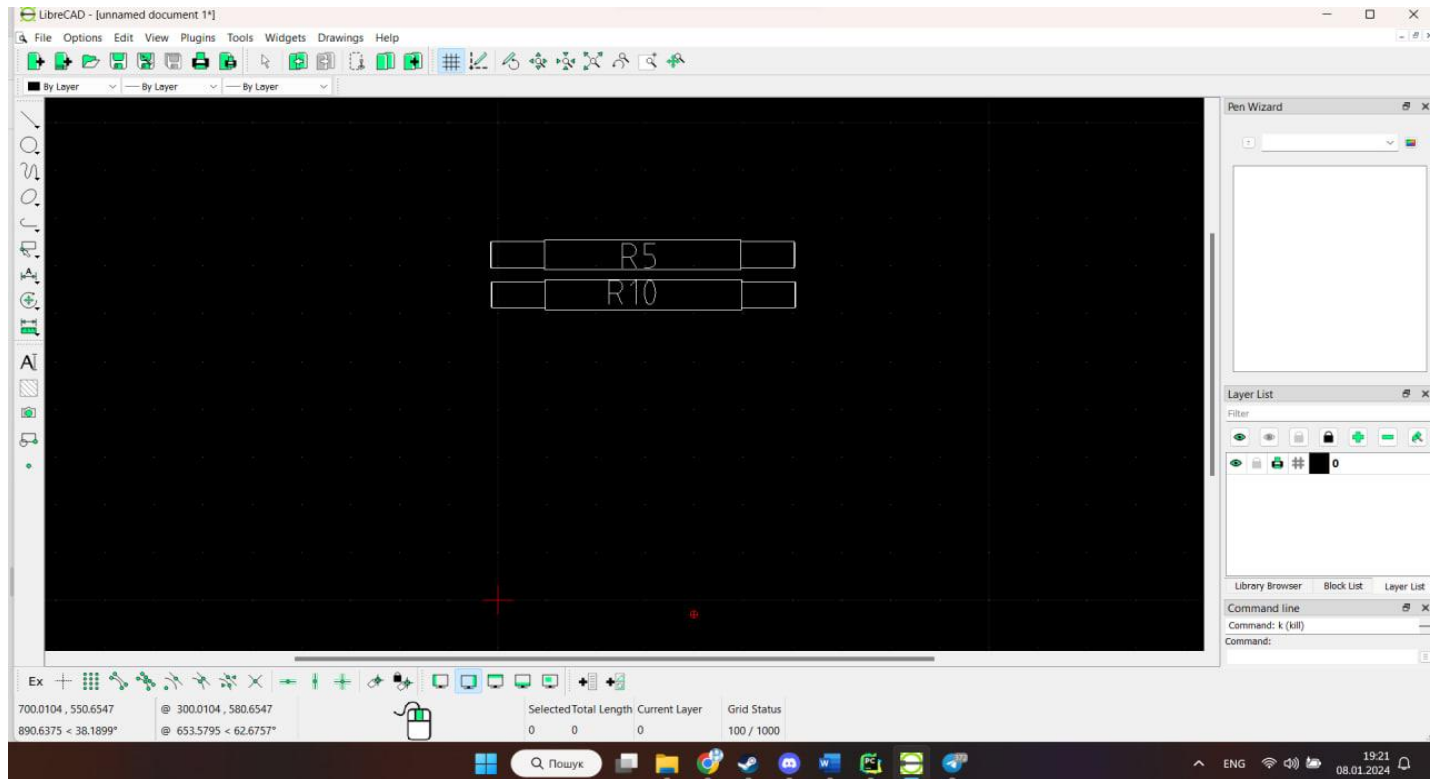 LibreCAD - [unnamed document 1*]
File Options Edit View Plugins Tools Widgets Drawings Help
By Layer By Layer By Layer
Pen Wizard
R5
R10
Layer List
Filter
0
Library Browser Block List Layer List
Command line
Command: k (kill)
Command:
Ex
700.0104 , 550.6547 @ 300.0104 , 580.6547 Selected Total Length Current Layer Grid Status
890.6375 < 38.1899° @ 653.5795 < 62.6757° 0 0 0 100 / 1000
Пошук
ENG 19:21
08.01.2024